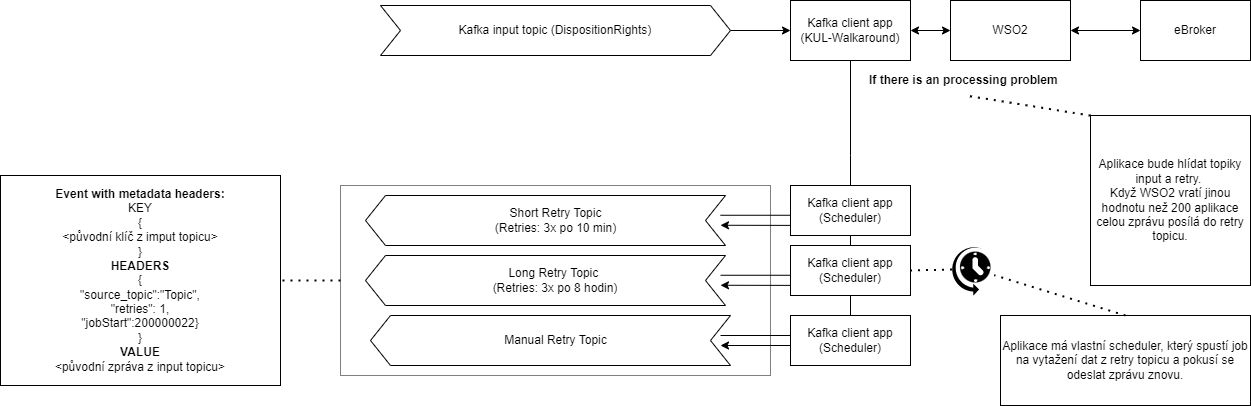 Kafka input topic (DispositionRights)
Kafka client app
(KUL-Walkaround)
WSO2
eBroker
If there is an processing problem
Aplikace bude hlídat topiky
input a retry.
Když WSO2 vratí jinou
hodnotu než 200 aplikace
celou zprávu posílá do retry
topicu.
Event with metadata headers:
KEY
{
<původní klíč z imput topicu>
}
HEADERS
{
"source_topic":"Topic",
"retries": 1,
"jobStart":200000022}
}
VALUE
<původní zpráva z input topicu>
Short Retry Topic
(Retries: 3x po 10 min)
Kafka client app
(Scheduler)
Long Retry Topic
(Retries: 3x po 8 hodin)
Kafka client app
(Scheduler)
Manual Retry Topic
Kafka client app
(Scheduler)
Aplikace má vlastní scheduler, který spustí job
na vytažení dat z retry topicu a pokusí se
odeslat zprávu znovu.